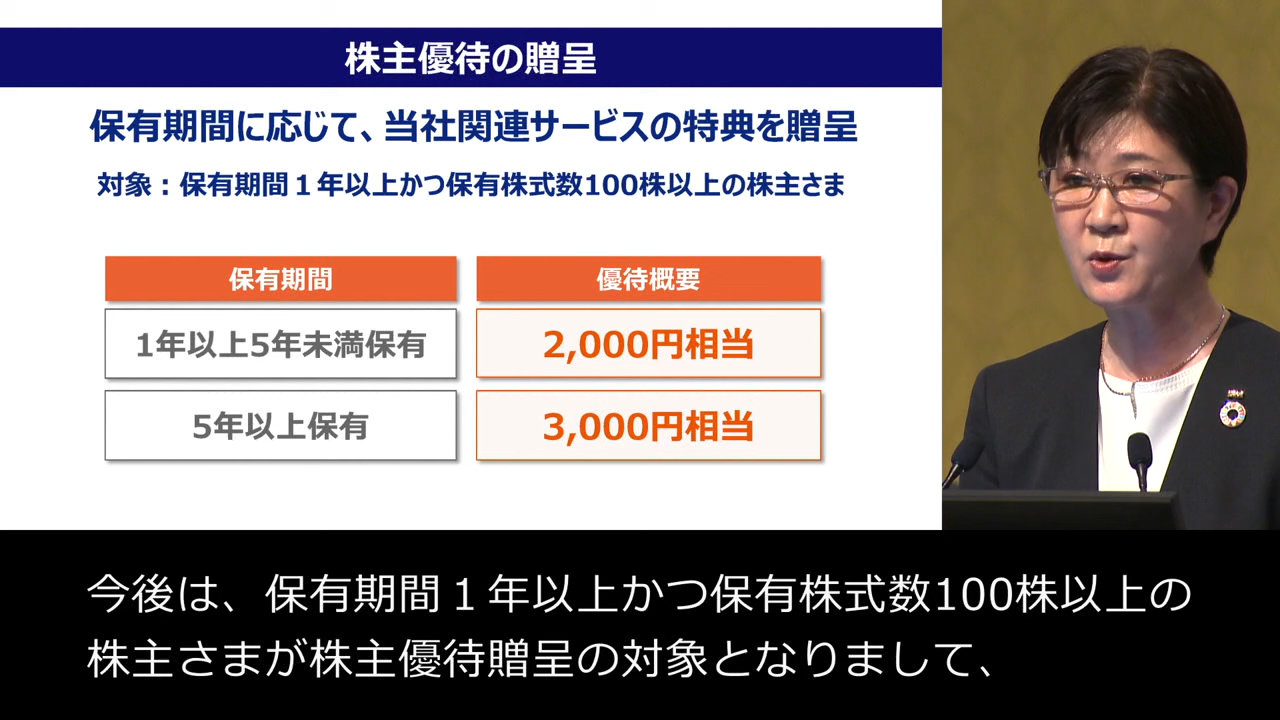 株主優待の贈呈
保有期間に応じて、当社関連サービスの特典を贈呈
対象：保有期間１年以上かつ保有株式数100株以上の株主さま
保有期間
優待概要
1年以上5年未満保有
2,000円相当
5年以上保有
3,000円相当
今後は、保有期間１年以上かつ保有株式数100株以上の
株主さまが株主優待贈呈の対象となりまして、